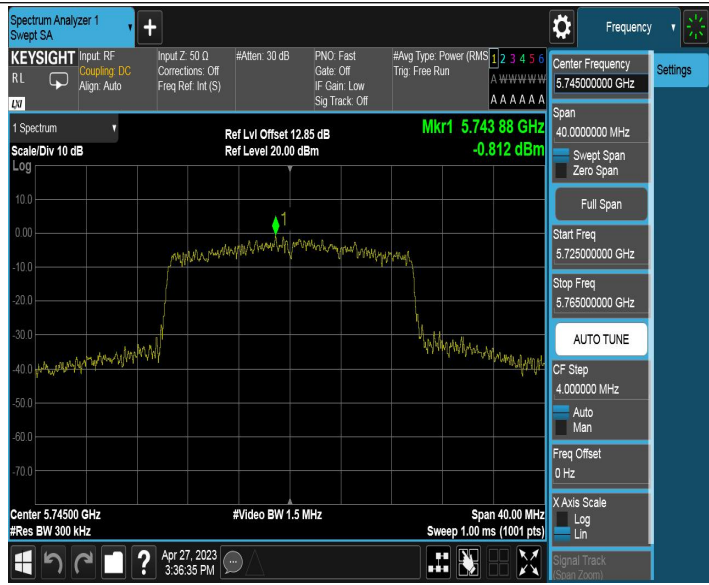 Spectrum Analyzer 1
Swept SA
+
Frequency
KEYSIGHT
RL
LXI
Input: RF
Coupling: DC
Align: Auto
Input Z: 50 Ω
Corrections: Off
Freq Ref: Int (S)
#Atten: 30 dB
PNO: Fast
Gate: Off
IF Gain: Low
Sig Track: Off
#Avg Type: Power (RMS
Trig: Free Run
1 2 3 4 5 6
A W W W W W
A A A A A A
1 Spectrum
Scale/Div 10 dB
Log
Ref Lvl Offset 12.85 dB
Ref Level 20.00 dBm
Mkr1 5.743 88 GHz
-0.812 dBm
1
10.0
0.00
-10.0
-20.0
-30.0
-40.0
-50.0
-60.0
-70.0
Center 5.74500 GHz
#Res BW 300 kHz
#Video BW 1.5 MHz
Span 40.00 MHz
Sweep 1.00 ms (1001 pts)
Center Frequency
5.745000000 GHz
Span
40.0000000 MHz
Swept Span
Zero Span
Full Span
Start Freq
5.725000000 GHz
Stop Freq
5.765000000 GHz
AUTO TUNE
CF Step
4.000000 MHz
Auto
Man
Freq Offset
0 Hz
X Axis Scale
Log
Lin
Signal Track
(Span Zoom)
Settings
?
Apr 27, 2023
3:36:35 PM